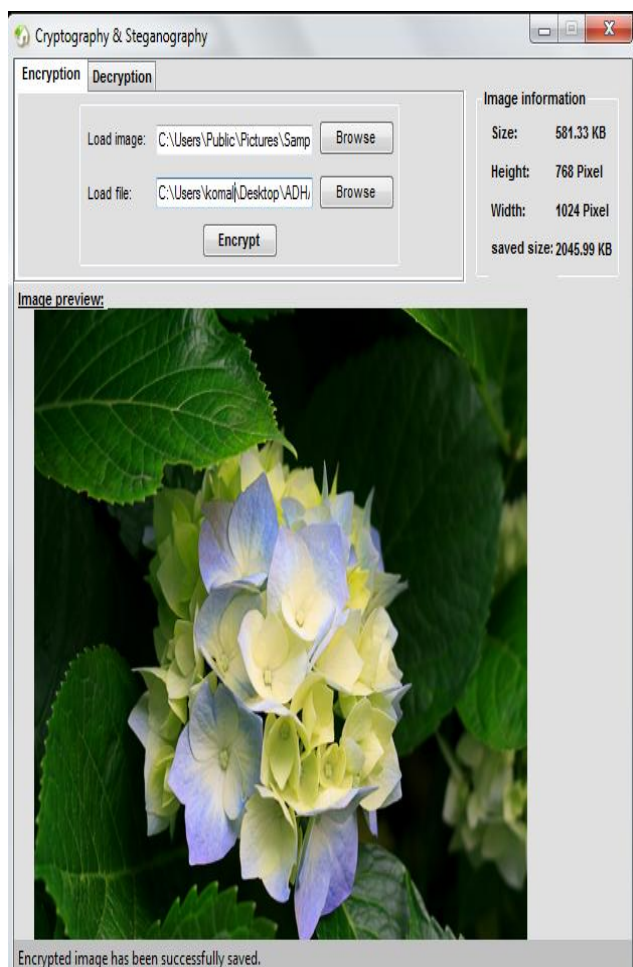 Cryptography & Steganography
Encryption Decryption
Load image: C:\Users\Public\Pictures\Samp Browse
Load file: C:\Users\komal\Desktop\ADHA Browse
Encrypt
Image information
Size: 581.33 KB
Height: 768 Pixel
Width: 1024 Pixel
saved size: 2045.99 KB
Image preview:
Encrypted image has been successfully saved.